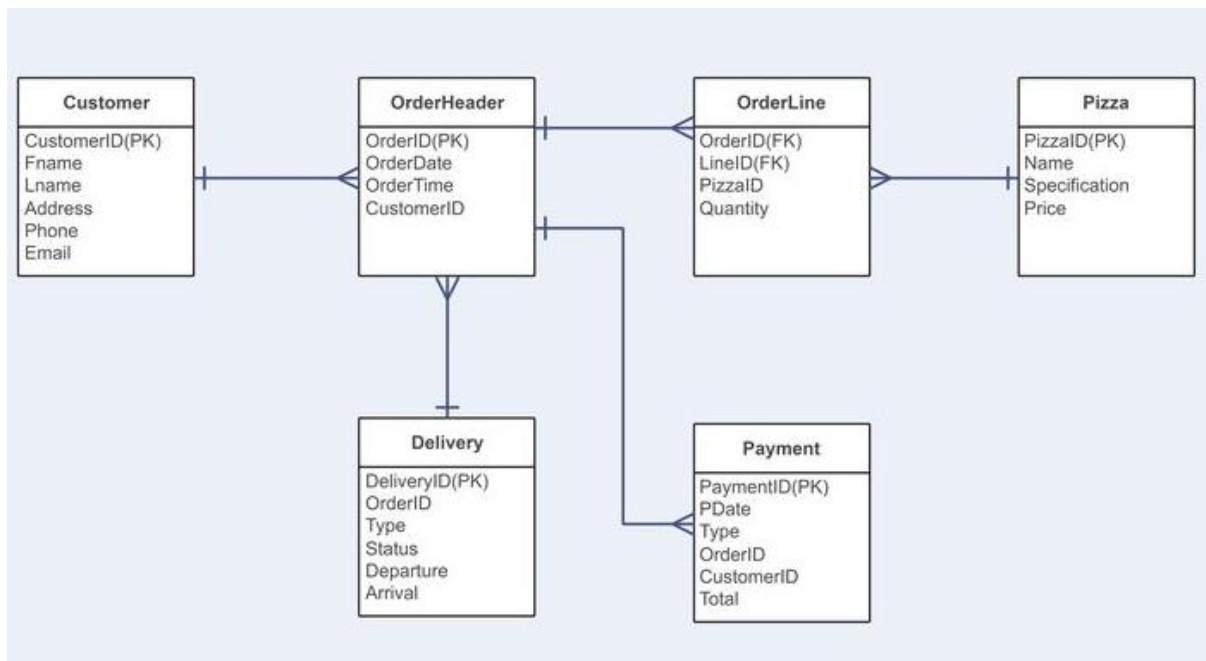 Customer
CustomerID(PK)
Fname
Lname
Address
Phone
Email
OrderHeader
OrderID(PK)
OrderDate
OrderTime
CustomerID
OrderLine
OrderID(FK)
LineID(FK)
PizzaID
Quantity
Pizza
PizzaID(PK)
Name
Specification
Price
Delivery
DeliveryID(PK)
OrderID
Type
Status
Departure
Arrival
Payment
PaymentID(PK)
PDate
Type
OrderID
CustomerID
Total